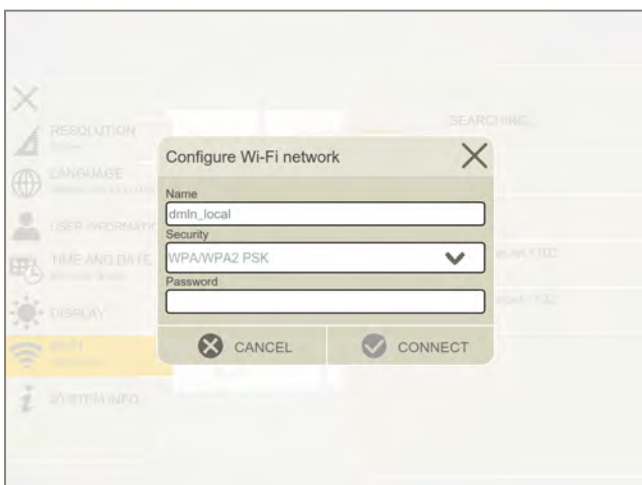 SEARCHING...
RESOLUTION
LANGUAGE
USER INFORMATIO
TIME AND DATE
DISPLAY
WI-FI
SYSTEM INFO
Configure Wi-Fi network
Name
dmln_local
Security
WPA/WPA2 PSK
Password
CANCEL
CONNECT